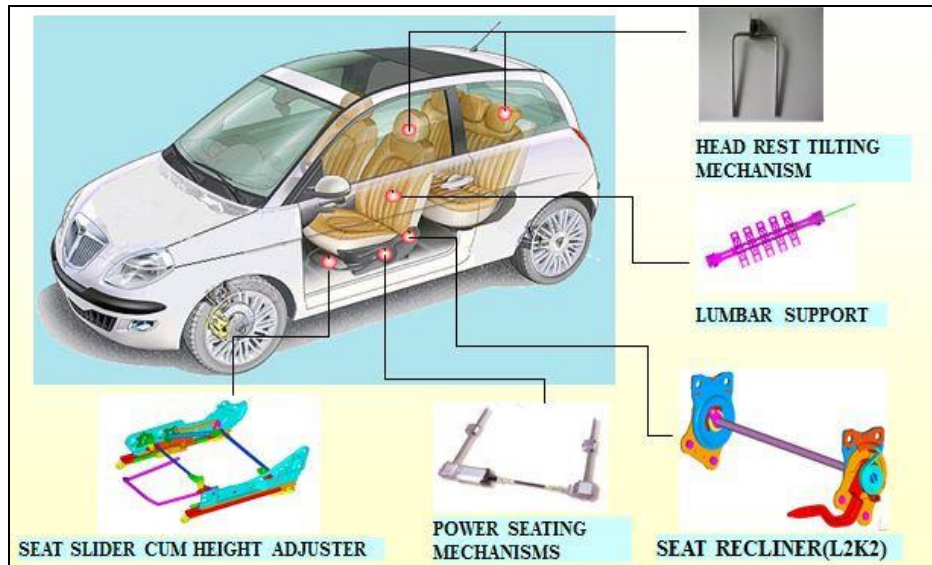 HEAD REST TILTING
MECHANISM
LUMBAR SUPPORT
SEAT SLIDER CUM HEIGHT ADJUSTER
POWER SEATING
MECHANISMS
SEAT RECLINER(L2K2)